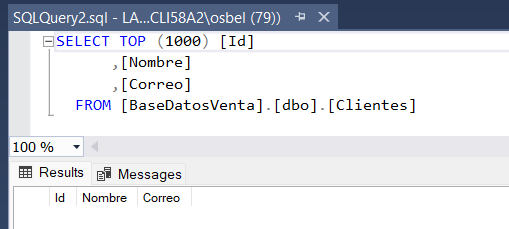 SQLQuery2.sql - LA...CLI58A2\osbel (79))
SELECT TOP (1000) [Id]
,[Nombre]
,[Correo]
FROM [BaseDatosVenta].[dbo].[Clientes]
100 %
Results Messages
Id Nombre Correo